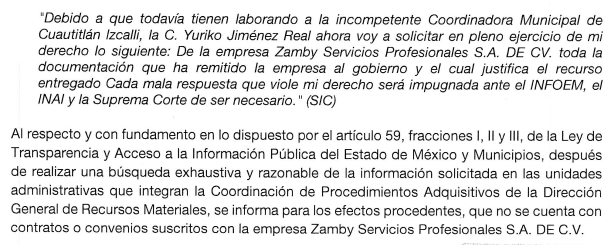 "Debido a que todavía tienen laborando a la incompetente Coordinadora Municipal de
Cuautitlán Izcalli, la C. Yuriko Jiménez Real ahora voy a solicitar en pleno ejercicio de mi
derecho lo siguiente: De la empresa Zamby Servicios Profesionales S.A. DE CV. toda la
documentación que ha remitido la empresa al gobierno y el cual justifica el recurso
entregado Cada mala respuesta que viole mi derecho será impugnada ante el INFOEM, el
INAI y la Suprema Corte de ser necesario." (SIC)
Al respecto y con fundamento en lo dispuesto por el artículo 59, fracciones I, II y III, de la Ley de
Transparencia y Acceso a la Información Pública del Estado de México y Municipios, después
de realizar una búsqueda exhaustiva y razonable de la información solicitada en las unidades
administrativas que integran la Coordinación de Procedimientos Adquisitivos de la Dirección
General de Recursos Materiales, se informa para los efectos procedentes, que no se cuenta con
contratos o convenios suscritos con la empresa Zamby Servicios Profesionales S.A. DE C.V.